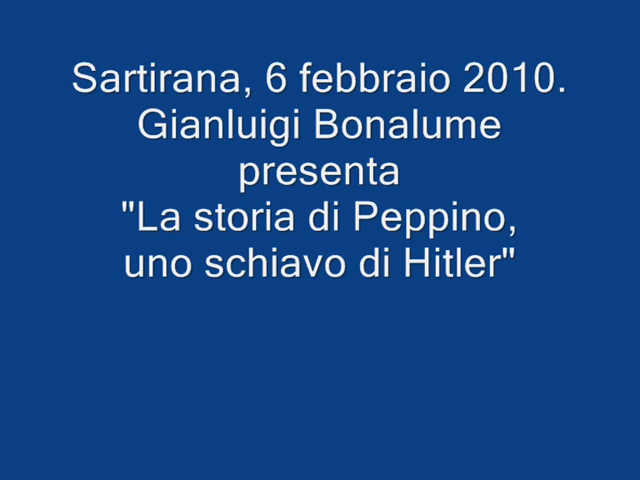 Sartirana, 6 febbraio 2010.
Gianluigi Bonalume
presenta
"La storia di Peppino,
uno schiavo di Hitler"